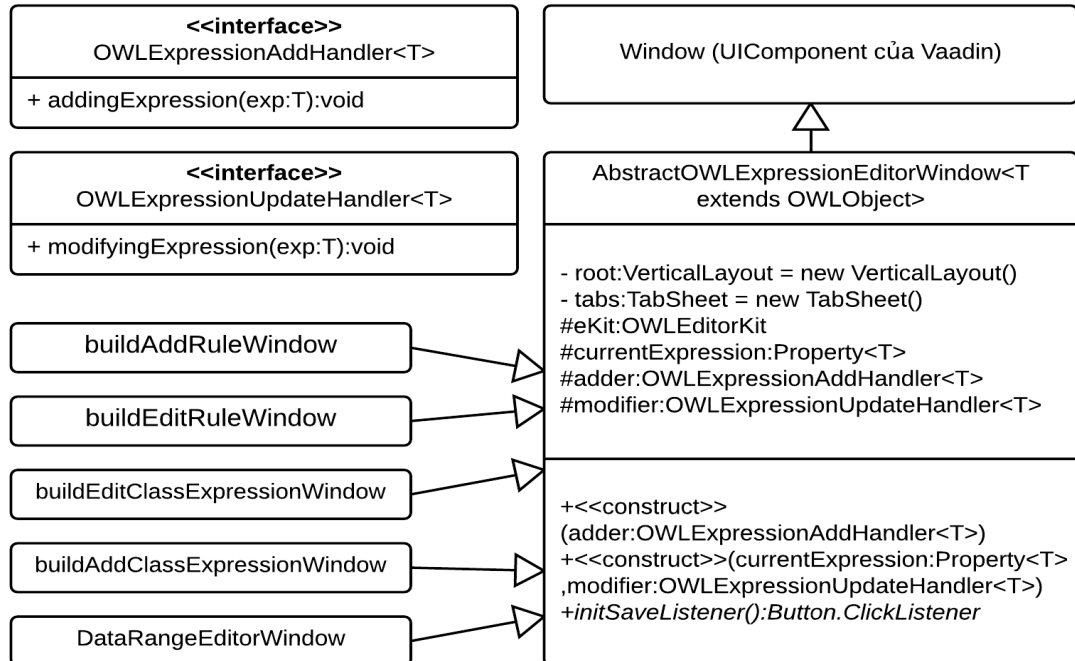 <<interface>>
OWLExpressionAddHandler<T>
+ addingExpression(exp:T):void
<<interface>>
OWLExpressionUpdateHandler<T>
+ modifyingExpression(exp:T):void
buildAddRuleWindow
buildEditRuleWindow
buildEditClassExpressionWindow
buildAddClassExpressionWindow
DataRangeEditorWindow
Window (UIComponent của Vaadin)
AbstractOWLExpressionEditorWindow<T
extends OWLObject>
- root:VerticalLayout = new VerticalLayout()
- tabs:TabSheet = new TabSheet()
#eKit:OWLEditorKit
#currentExpression:Property<T>
#adder:OWLExpressionAddHandler<T>
#modifier:OWLExpressionUpdateHandler<T>
+<<construct>>
(adder:OWLExpressionAddHandler<T>)
+<<construct>>(currentExpression:Property<T>
,modifier:OWLExpressionUpdateHandler<T>)
+initSaveListener():Button.ClickListener